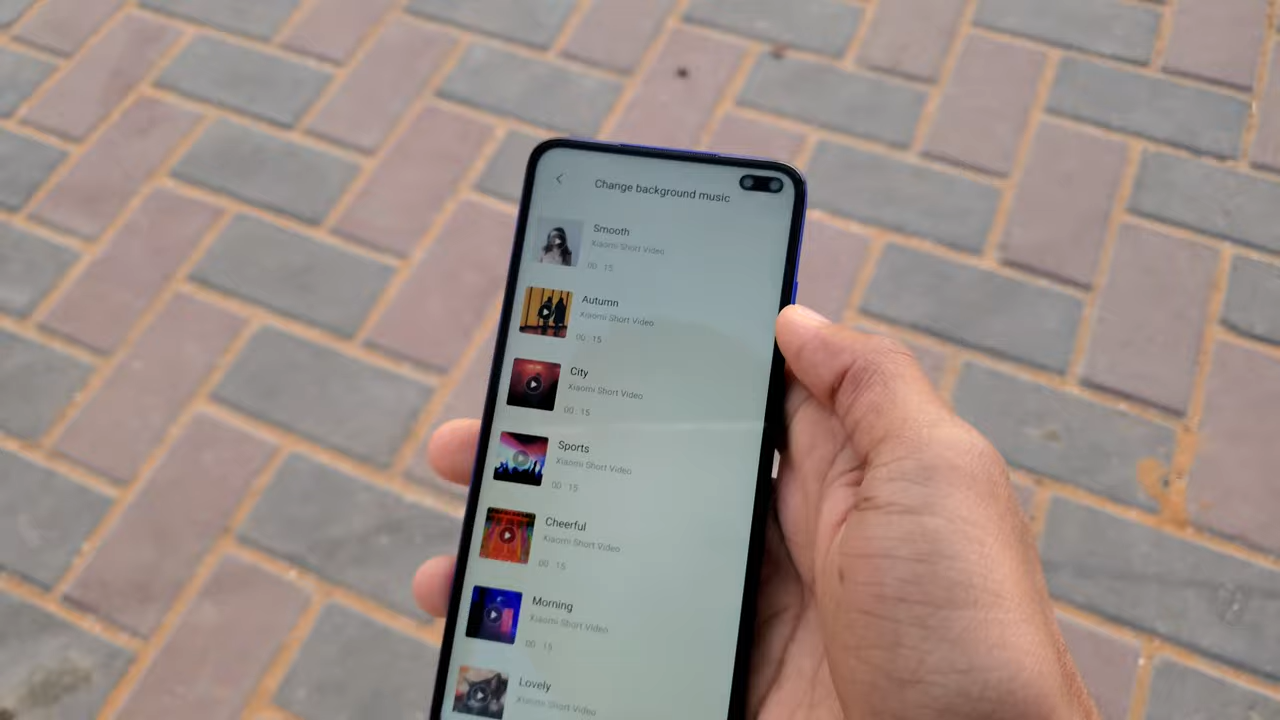 Change background music
Smooth
Xiaomi Short Video
00 : 15
Autumn
Xiaomi Short Video
00 : 15
City
Xiaomi Short Video
00 : 15
Sports
Xiaomi Short Video
00 : 15
Cheerful
Xiaomi Short Video
00 : 15
Morning
Xiaomi Short Video
00 : 15
Lovely
Xiaomi Short Video